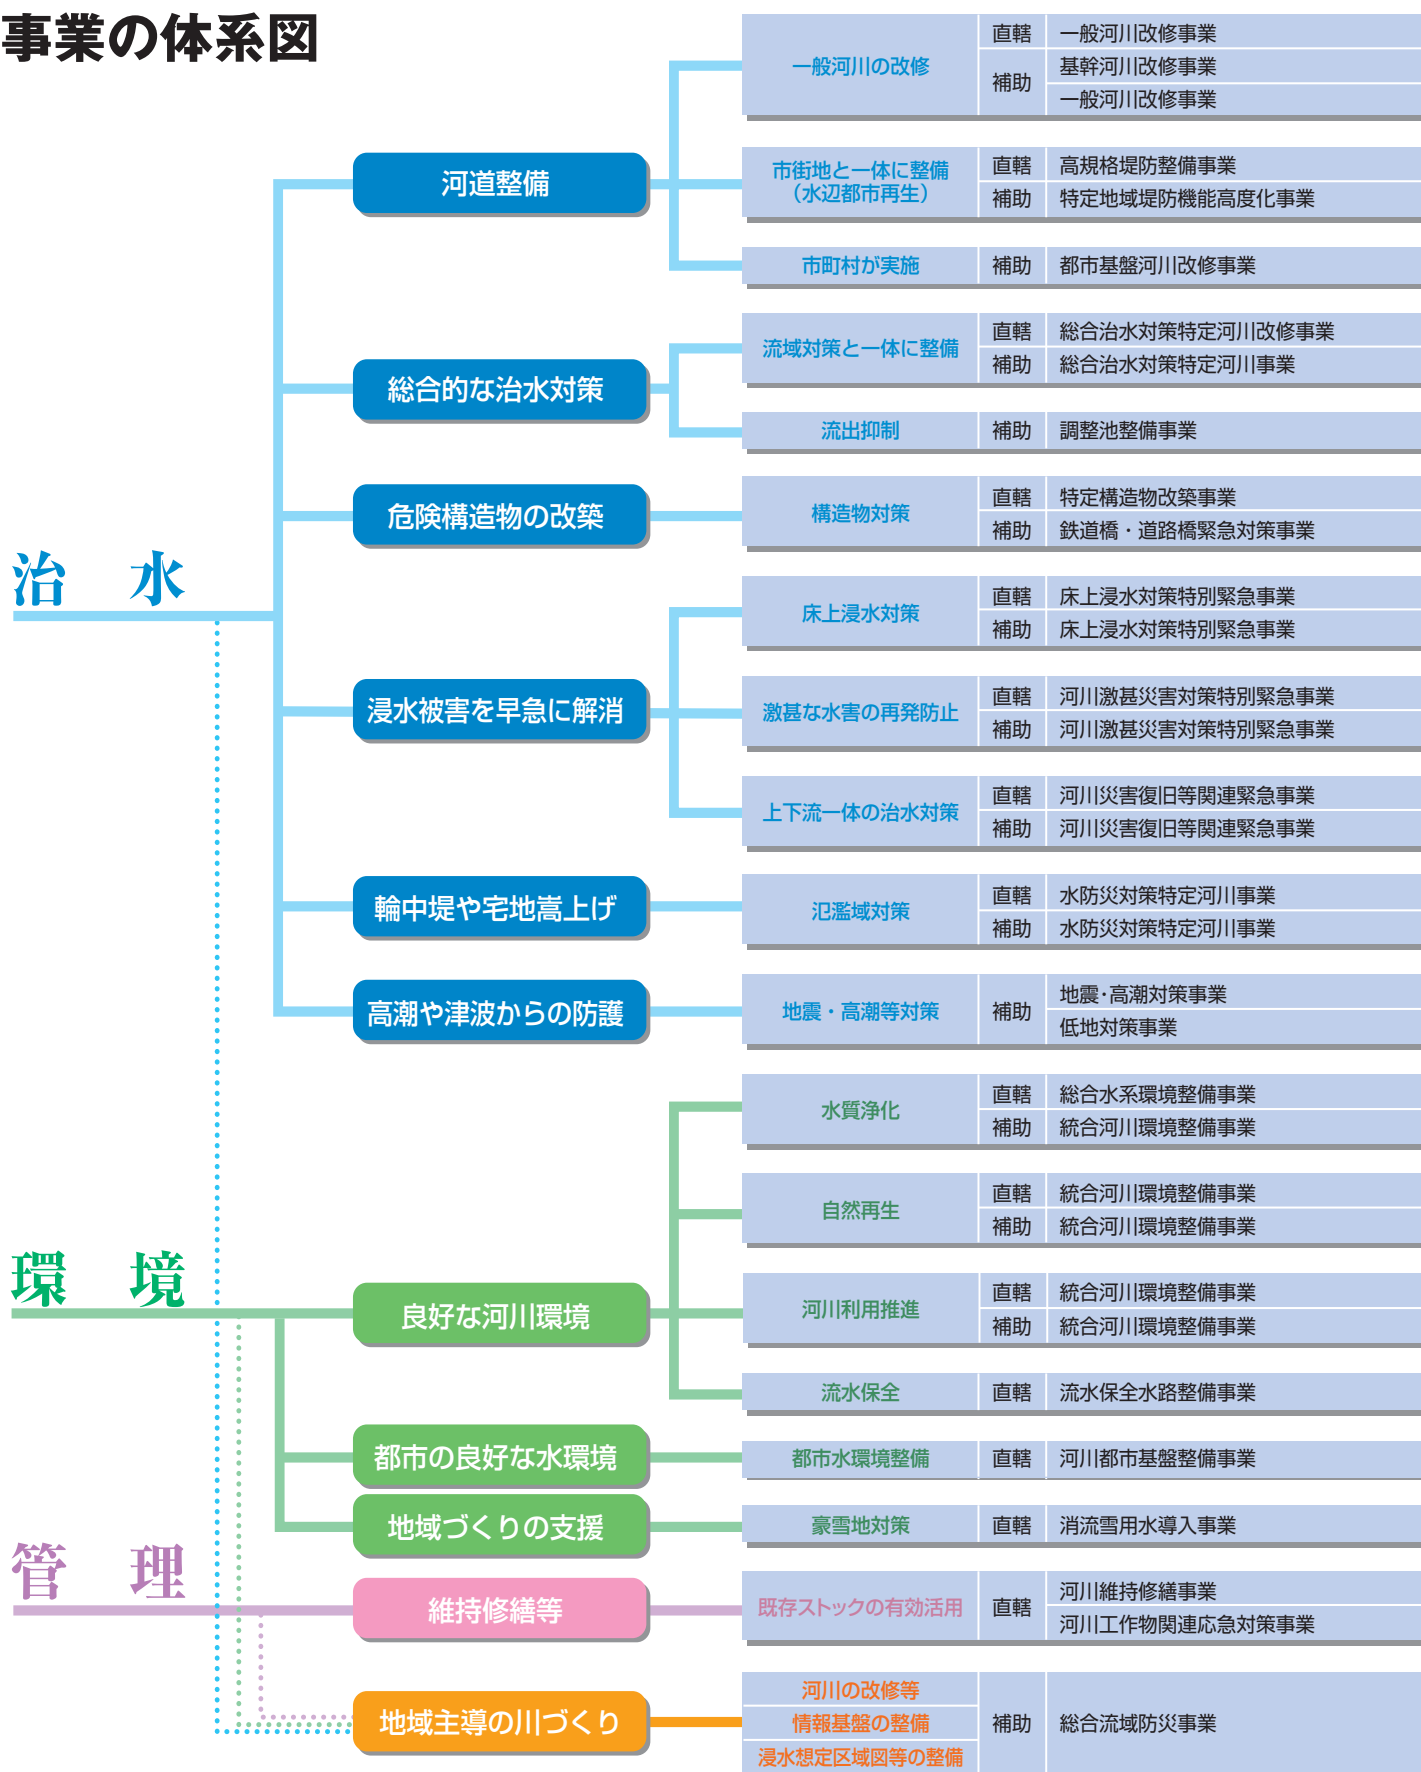 事業の体系図
治 水
河道整備
一般河川の改修
直轄 一般河川改修事業
補助 基幹河川改修事業
一般河川改修事業
市街地と一体に整備
（水辺都市再生）
直轄 高規格堤防整備事業
補助 特定地域堤防機能高度化事業
市町村が実施 補助 都市基盤河川改修事業
総合的な治水対策
流域対策と一体に整備
直轄 総合治水対策特定河川改修事業
補助 総合治水対策特定河川事業
流出抑制 補助 調整池整備事業
危険構造物の改築
構造物対策
直轄 特定構造物改築事業
補助 鉄道橋・道路橋緊急対策事業
浸水被害を早急に解消
床上浸水対策
直轄 床上浸水対策特別緊急事業
補助 床上浸水対策特別緊急事業
激甚な水害の再発防止
直轄 河川激甚災害対策特別緊急事業
補助 河川激甚災害対策特別緊急事業
上下流一体の治水対策
直轄 河川災害復旧等関連緊急事業
補助 河川災害復旧等関連緊急事業
輪中堤や宅地嵩上げ
氾濫域対策
直轄 水防災対策特定河川事業
補助 水防災対策特定河川事業
高潮や津波からの防護
地震・高潮等対策
補助 地震・高潮対策事業
低地対策事業
環 境
良好な河川環境
水質浄化
直轄 総合水系環境整備事業
補助 統合河川環境整備事業
自然再生
直轄 統合河川環境整備事業
補助 統合河川環境整備事業
河川利用推進
直轄 統合河川環境整備事業
補助 統合河川環境整備事業
流水保全 直轄 流水保全水路整備事業
都市の良好な水環境
都市水環境整備 直轄 河川都市基盤整備事業
地域づくりの支援
豪雪地対策 直轄 消流雪用水導入事業
管 理
維持修繕等
既存ストックの有効活用
直轄 河川維持修繕事業
河川工作物関連応急対策事業
地域主導の川づくり
河川の改修等
情報基盤の整備
浸水想定区域図等の整備
補助 総合流域防災事業